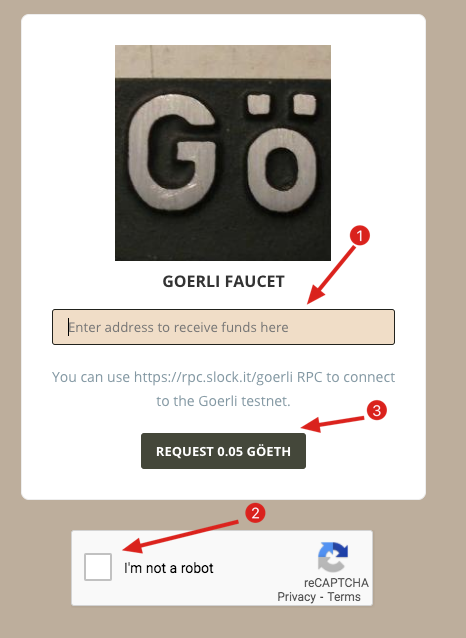 Gö
1
GOERLI FAUCET
Enter address to receive funds here
You can use https://rpc.slock.it/goerli RPC to connect
to the Goerli testnet.
3
REQUEST 0.05 GÖETH
2
I'm not a robot
reCAPTCHA
Privacy - Terms